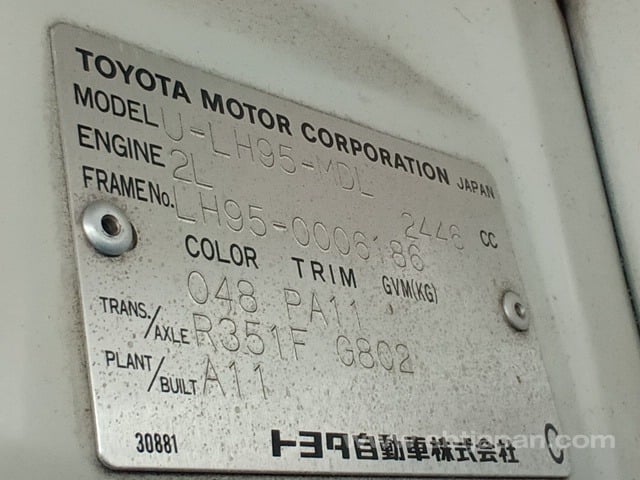 TOYOTA MOTOR CORPORATION JAPAN
MODEL U-LH95-MDL
ENGINE 2L 2446 CC
FRAME No. LH95-0006186
COLOR TRIM GVM(KG)
048 PA11
TRANS./AXLE R351F G802
PLANT/BUILT A11
30881 トヨタ自動車株式会社 C